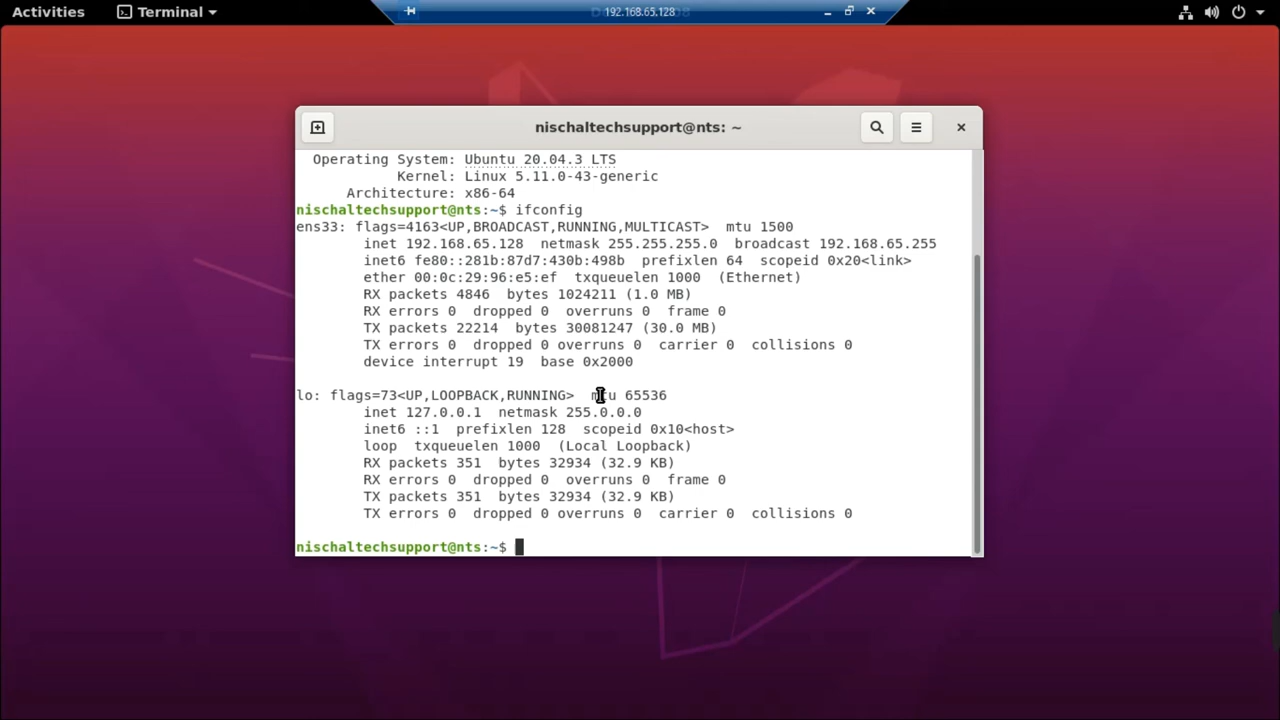 Activities
Terminal
192.168.65.128
nischaltechsupport@nts: ~
Operating System: Ubuntu 20.04.3 LTS
Kernel: Linux 5.11.0-43-generic
Architecture: x86-64
nischaltechsupport@nts:~$ ifconfig
ens33: flags=4163<UP,BROADCAST,RUNNING,MULTICAST>  mtu 1500
inet 192.168.65.128  netmask 255.255.255.0  broadcast 192.168.65.255
inet6 fe80::281b:87d7:430b:498b  prefixlen 64  scopeid 0x20<link>
ether 00:0c:29:96:e5:ef  txqueuelen 1000  (Ethernet)
RX packets 4846  bytes 1024211 (1.0 MB)
RX errors 0  dropped 0  overruns 0  frame 0
TX packets 22214  bytes 30081247 (30.0 MB)
TX errors 0  dropped 0 overruns 0  carrier 0  collisions 0
device interrupt 19  base 0x2000
lo: flags=73<UP,LOOPBACK,RUNNING>  mtu 65536
inet 127.0.0.1  netmask 255.0.0.0
inet6 ::1  prefixlen 128  scopeid 0x10<host>
loop  txqueuelen 1000  (Local Loopback)
RX packets 351  bytes 32934 (32.9 KB)
RX errors 0  dropped 0  overruns 0  frame 0
TX packets 351  bytes 32934 (32.9 KB)
TX errors 0  dropped 0 overruns 0  carrier 0  collisions 0
nischaltechsupport@nts:~$